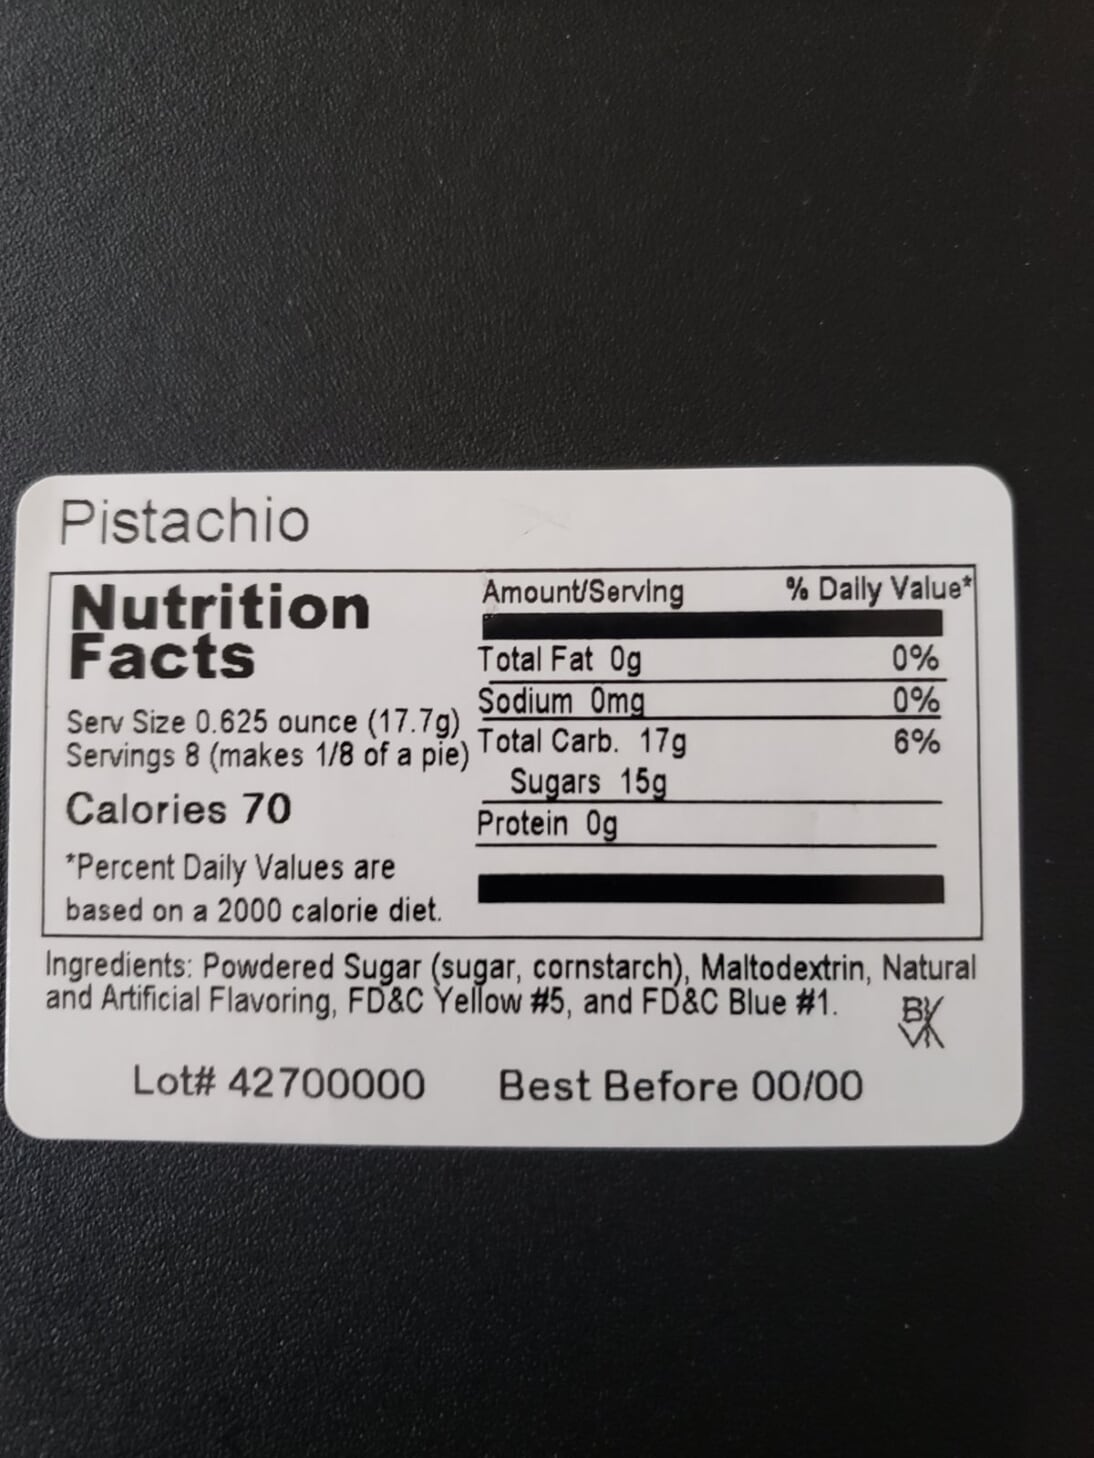 Pistachio
Nutrition
Facts
Serv Size 0.625 ounce (17.7g)
Servings 8 (makes 1/8 of a pie)
Calories 70
*Percent Daily Values are
based on a 2000 calorie diet.
Amount/Serving % Daily Value*
Total Fat 0g 0%
Sodium 0mg 0%
Total Carb. 17g 6%
Sugars 15g
Protein 0g
Ingredients: Powdered Sugar (sugar, cornstarch), Maltodextrin, Natural
and Artificial Flavoring, FD&C Yellow #5, and FD&C Blue #1.
Lot# 42700000 Best Before 00/00